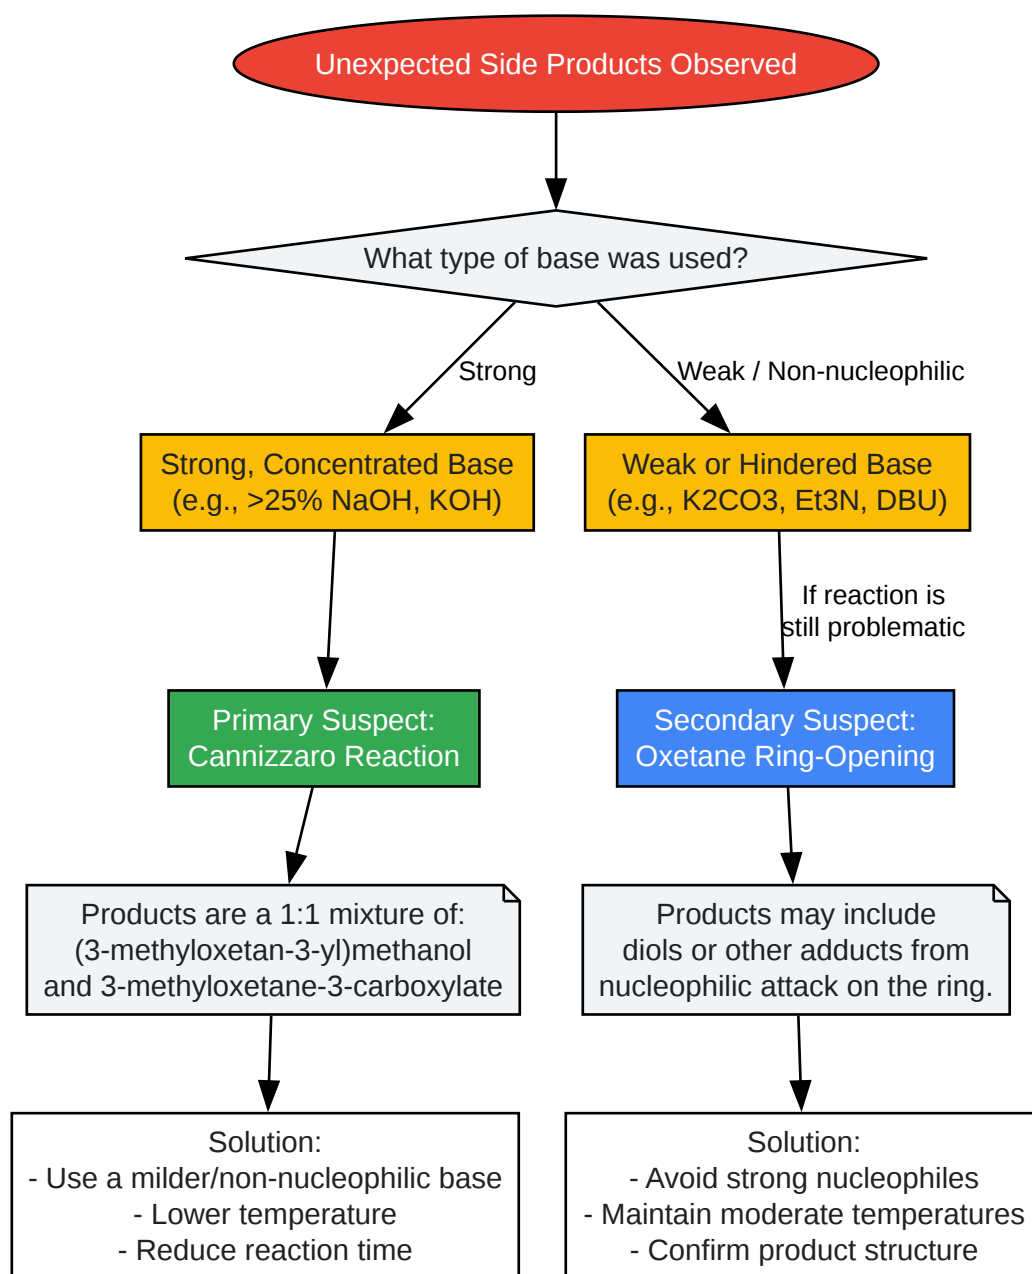 Unexpected Side Products Observed
What type of base was used?
Strong
Weak / Non-nucleophilic
Strong, Concentrated Base
(e.g., >25% NaOH, KOH)
Weak or Hindered Base
(e.g., K2CO3, Et3N, DBU)
If reaction is
still problematic
Primary Suspect:
Cannizzaro Reaction
Secondary Suspect:
Oxetane Ring-Opening
Products are a 1:1 mixture of:
(3-methyloxetan-3-yl)methanol
and 3-methyloxetane-3-carboxylate
Products may include
diols or other adducts from
nucleophilic attack on the ring.
Solution:
- Use a milder/non-nucleophilic base
- Lower temperature
- Reduce reaction time
Solution:
- Avoid strong nucleophiles
- Maintain moderate temperatures
- Confirm product structure